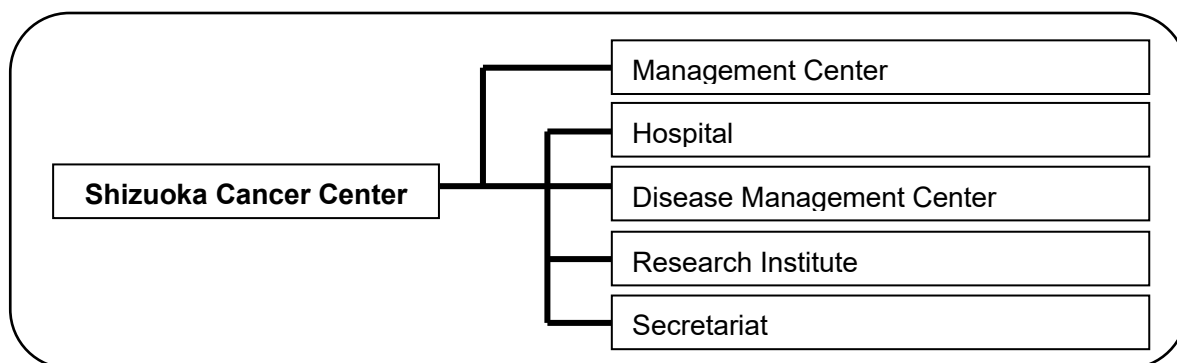 Management Center
Hospital
Shizuoka Cancer Center
Disease Management Center
Research Institute
Secretariat